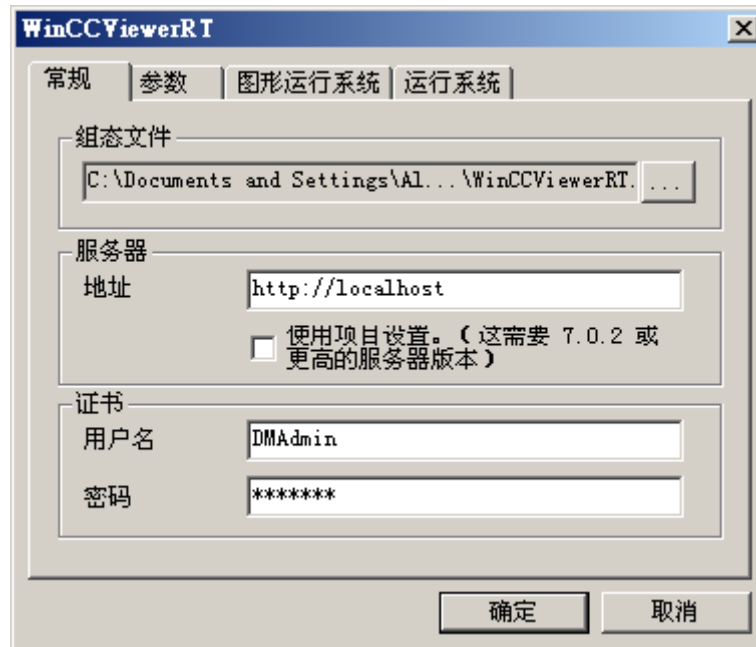 WinCCViewerRT
常规 参数 图形运行系统 运行系统
组态文件
C:\Documents and Settings\Al...\WinCCViewerRT. ...
服务器
地址 http://localhost
使用项目设置。(这需要 7.0.2 或
更高的服务器版本)
证书
用户名 DMAdmin
密码 *******
确定 取消